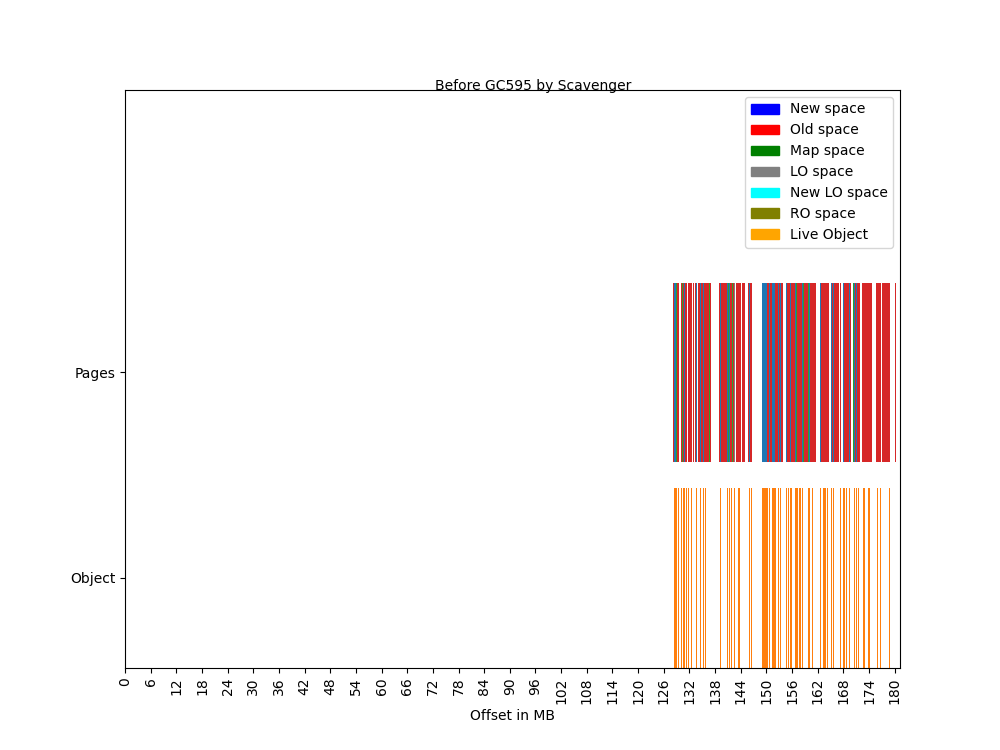 Before GC595 by Scavenger
New space
Old space
Map space
LO space
New LO space
RO space
Live Object
Pages
Object
0 6 12 18 24 30 36 42 48 54 60 66 72 78 84 90 96 102 108 114 120 126 132 138 144 150 156 162 168 174 180
Offset in MB